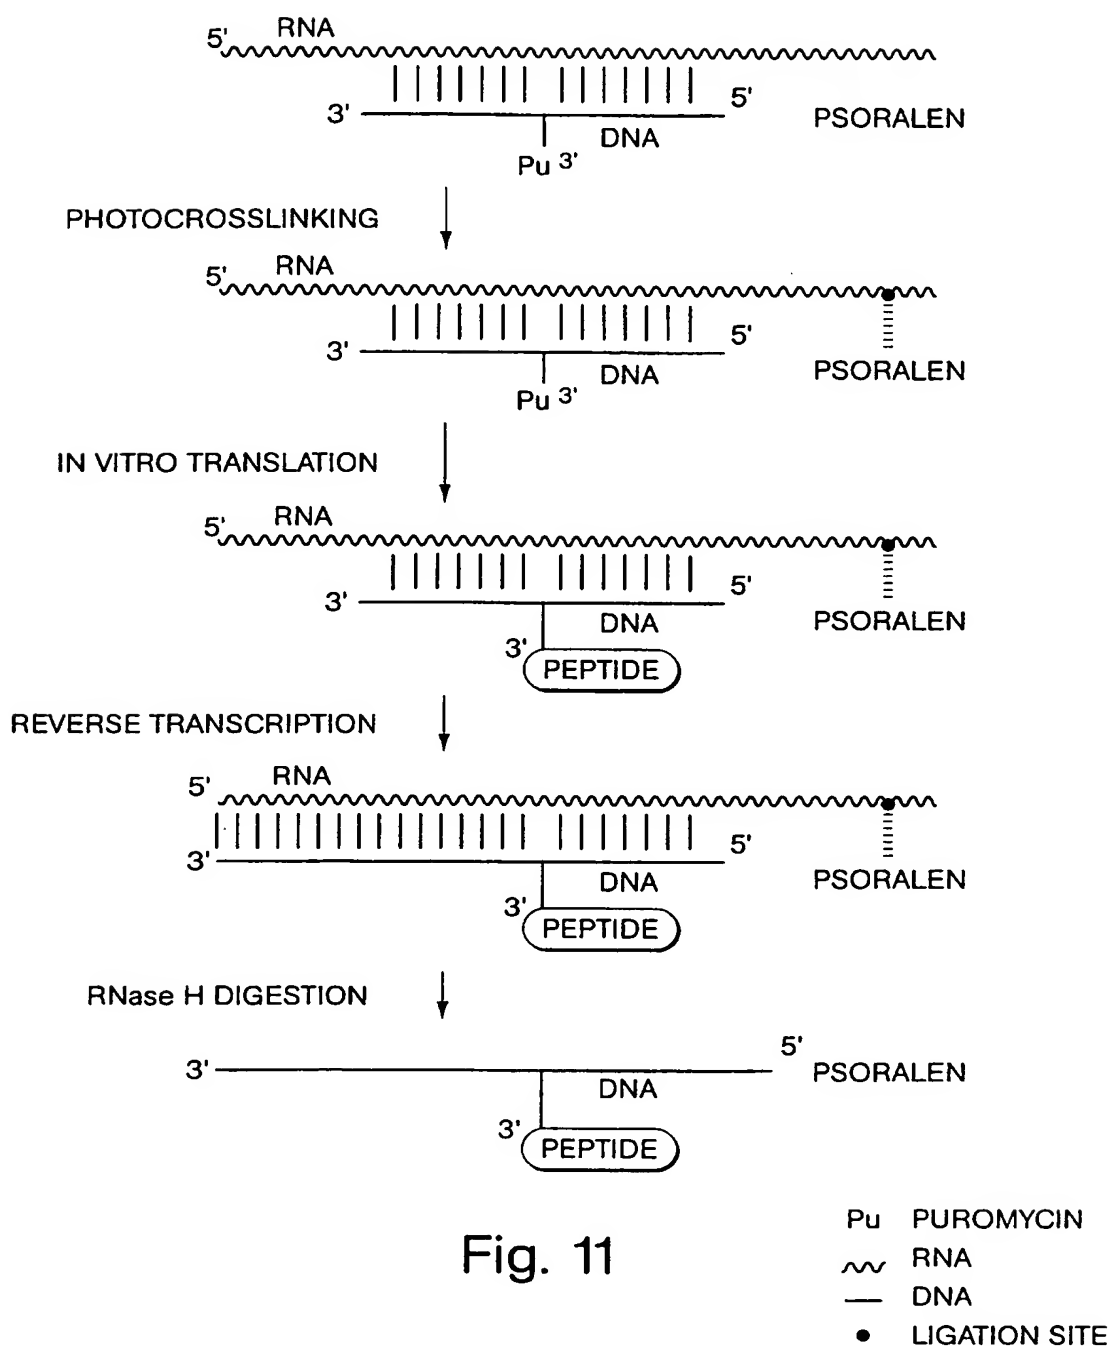 RNA
5'
3'
5'
DNA
PSORALEN
Pu 3'
PHOTOCROSSLINKING
RNA
5'
3'
5'
DNA
PSORALEN
Pu 3'
IN VITRO TRANSLATION
RNA
5'
3'
5'
DNA
PSORALEN
3'
PEPTIDE
REVERSE TRANSCRIPTION
RNA
5'
3'
5'
DNA
PSORALEN
3'
PEPTIDE
RNase H DIGESTION
5'
3'
PSORALEN
DNA
3'
PEPTIDE
Fig. 11
Pu PUROMYCIN
RNA
DNA
LIGATION SITE